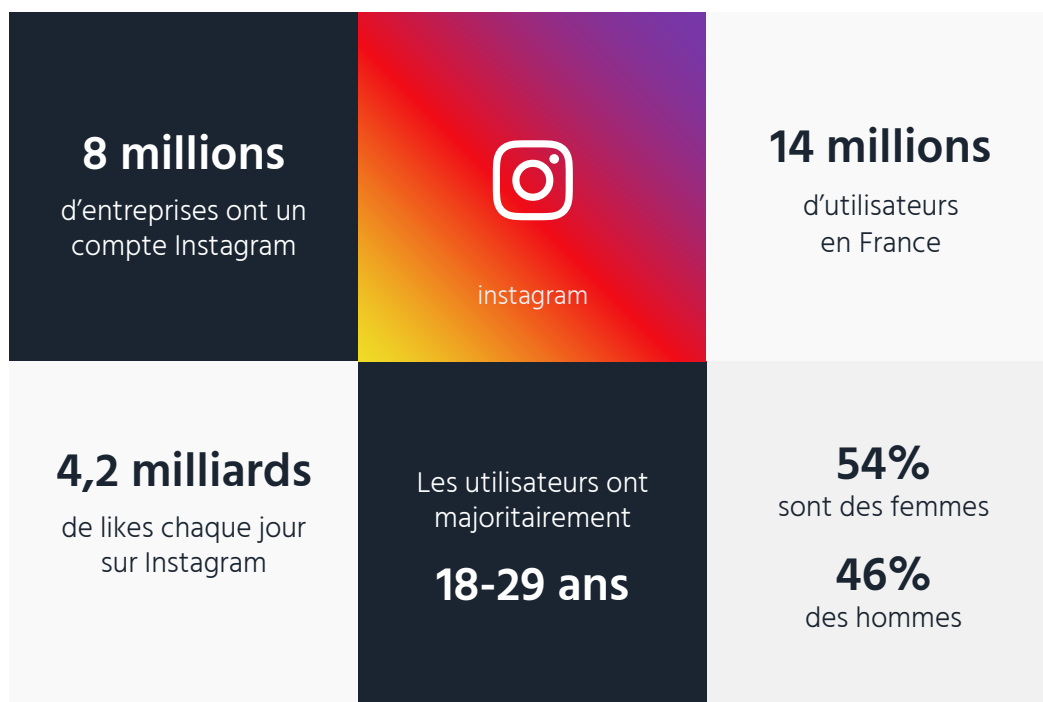 8 millions
d’entreprises ont un
compte Instagram
instagram
14 millions
d’utilisateurs
en France
4,2 milliards
de likes chaque jour
sur Instagram
Les utilisateurs ont
majoritairement
18-29 ans
54%
sont des femmes
46%
des hommes